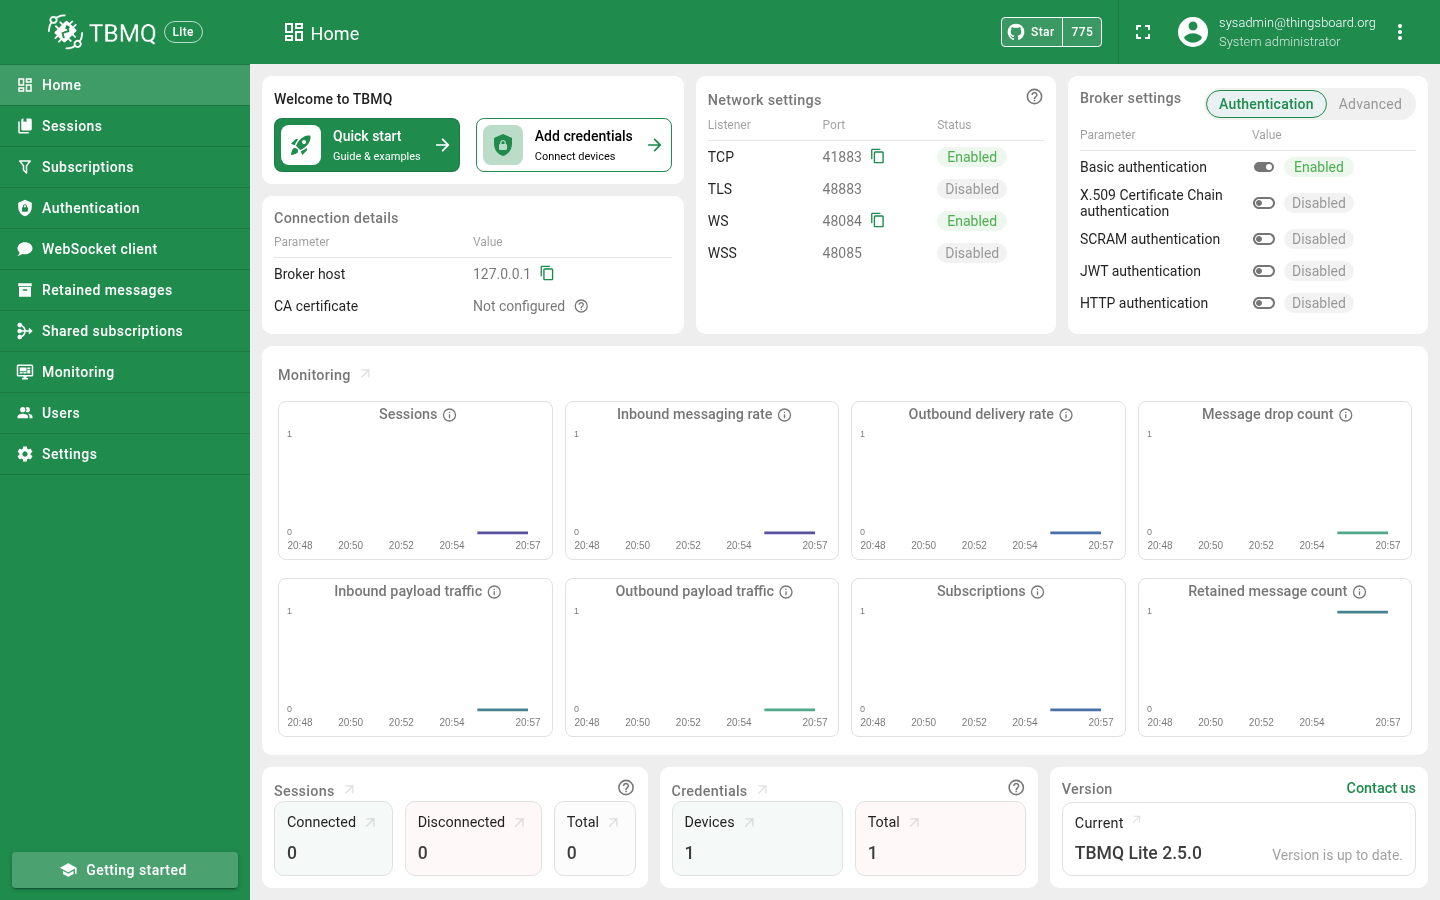 TBMQ Lite
Home
Star 775
sysadmin@thingsboard.org
System administrator
Home
Sessions
Subscriptions
Authentication
WebSocket client
Retained messages
Shared subscriptions
Monitoring
Users
Settings
Getting started
Welcome to TBMQ
Quick start
Guide & examples
Add credentials
Connect devices
Connection details
Parameter Value
Broker host 127.0.0.1
CA certificate Not configured
Network settings
Listener Port Status
TCP 41883 Enabled
TLS 48883 Disabled
WS 48084 Enabled
WSS 48085 Disabled
Broker settings Authentication Advanced
Parameter Value
Basic authentication Enabled
X.509 Certificate Chain
authentication Disabled
SCRAM authentication Disabled
JWT authentication Disabled
HTTP authentication Disabled
Monitoring
Sessions
1
0
20:48 20:50 20:52 20:54 20:57
Inbound messaging rate
1
0
20:48 20:50 20:52 20:54 20:57
Outbound delivery rate
1
0
20:48 20:50 20:52 20:54 20:57
Message drop count
1
0
20:48 20:50 20:52 20:54 20:57
Inbound payload traffic
1
0
20:48 20:50 20:52 20:54 20:57
Outbound payload traffic
1
0
20:48 20:50 20:52 20:54 20:57
Subscriptions
1
0
20:48 20:50 20:52 20:54 20:57
Retained message count
1
0
20:48 20:50 20:52 20:54 20:57
Sessions
Connected
0
Disconnected
0
Total
0
Credentials
Devices
1
Total
1
Version Contact us
Current
TBMQ Lite 2.5.0 Version is up to date.